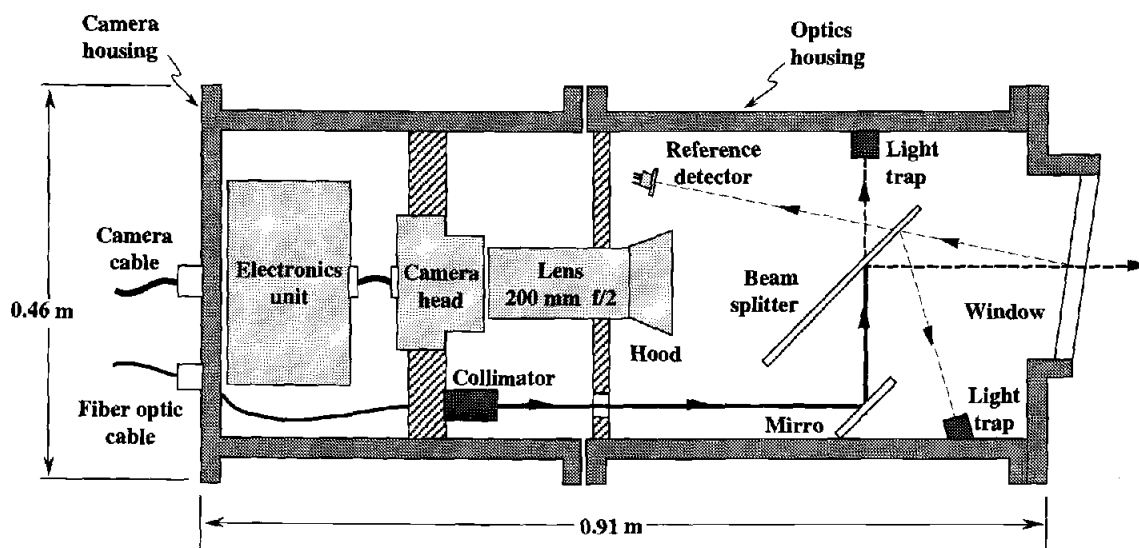 Camera
housing
Optics
housing
Reference
detector
Light
trap
Camera
cable
Electronics
unit
Camera
head
Lens
200 mm f/2
Beam
splitter
Window
0.46 m
Hood
Collimator
Fiber optic
cable
Mirro
Light
trap
0.91 m